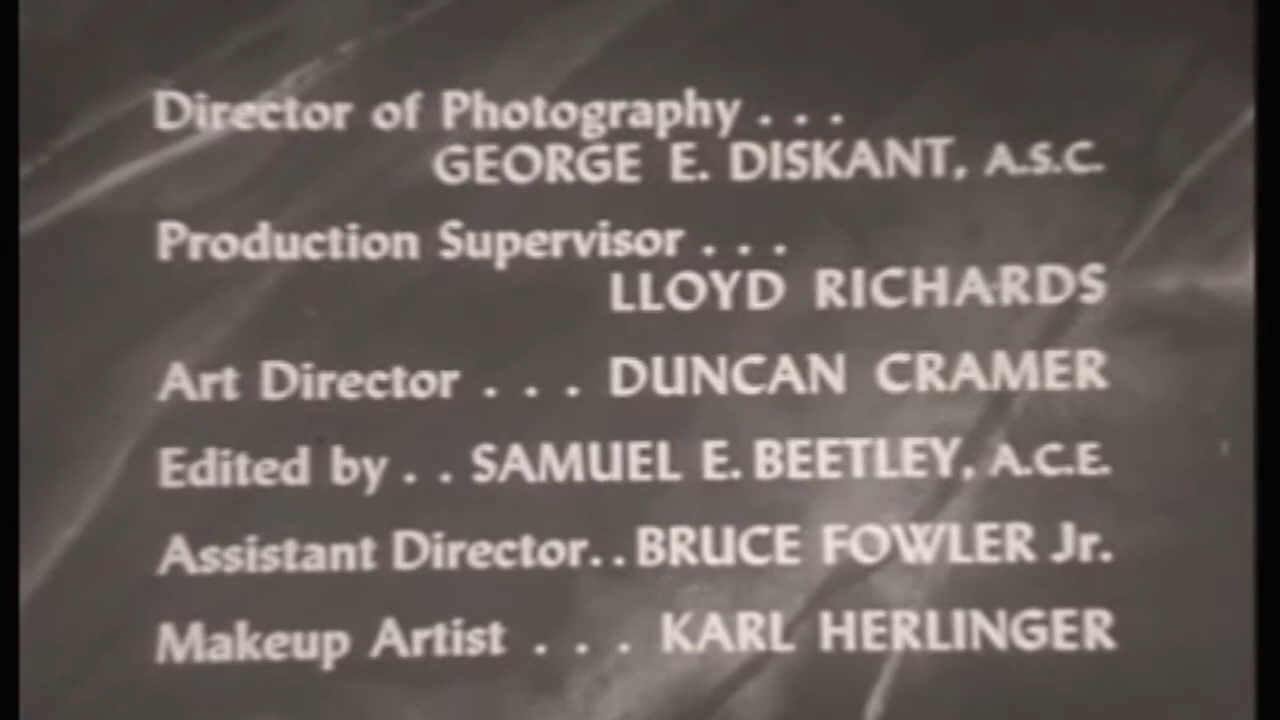 Director of Photography . . .
GEORGE E. DISKANT, A.S.C.
Production Supervisor . . .
LLOYD RICHARDS
Art Director . . . DUNCAN CRAMER
Edited by . . SAMUEL E. BEETLEY, A.C.E.
Assistant Director . . BRUCE FOWLER Jr.
Makeup Artist . . . KARL HERLINGER